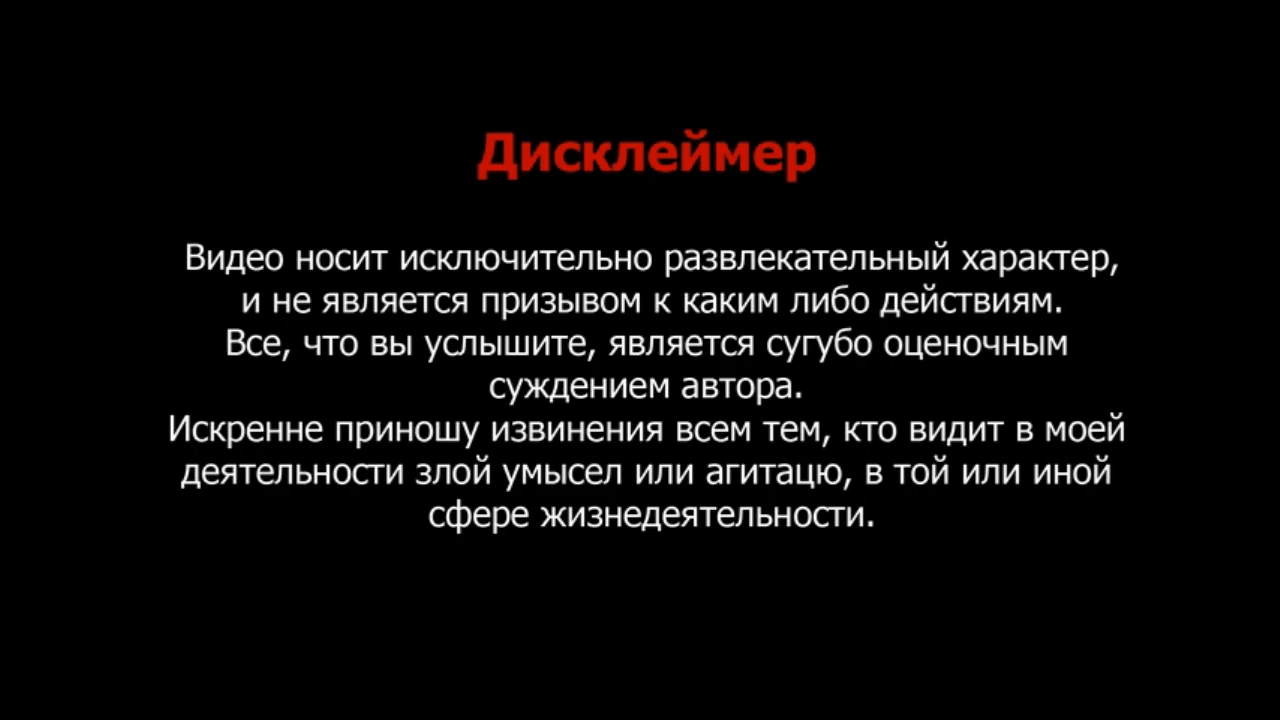 Дисклеймер
Видео носит исключительно развлекательный характер,
и не является призывом к каким либо действиям.
Все, что вы услышите, является сугубо оценочным
суждением автора.
Искренне приношу извинения всем тем, кто видит в моей
деятельности злой умысел или агитацю, в той или иной
сфере жизнедеятельности.